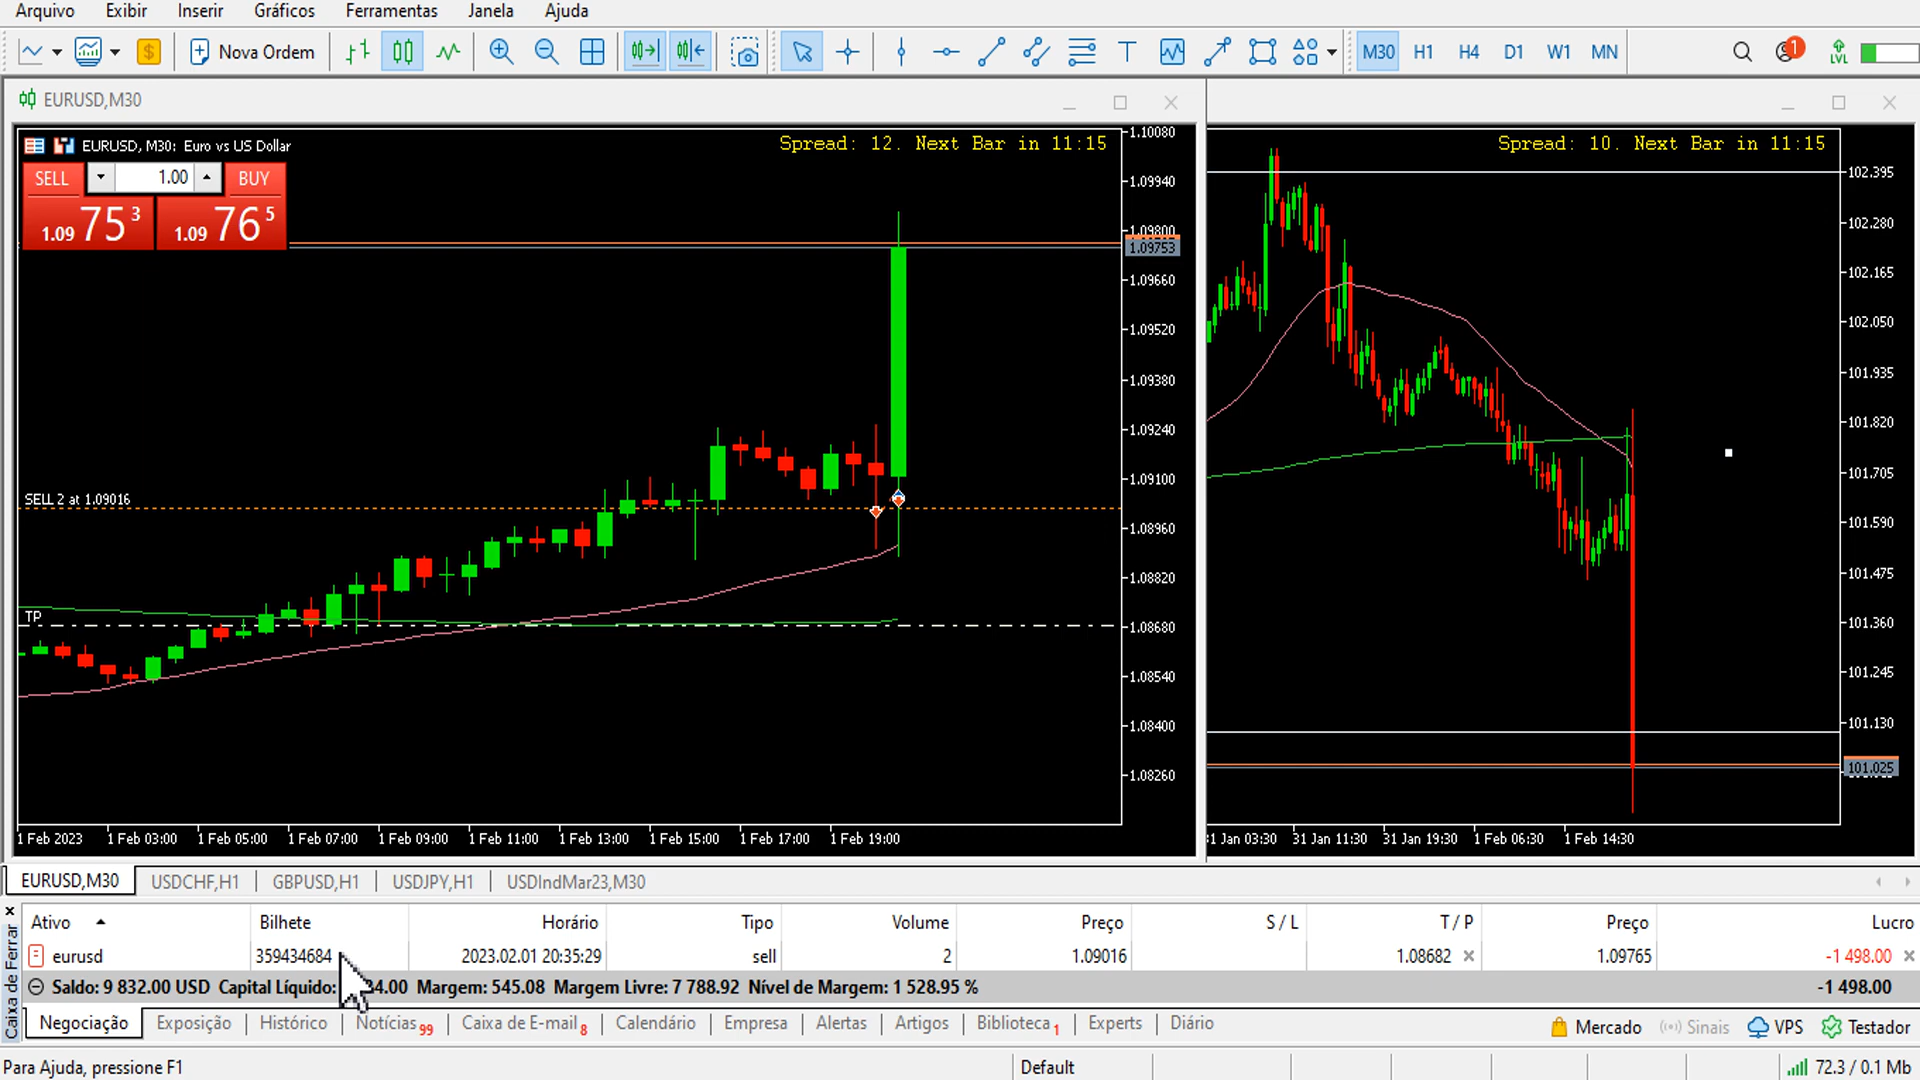 Arquivo Exibir Inserir Gráficos Ferramentas Janela Ajuda
$ Nova Ordem T M30 H1 H4 D1 W1 MN 1 LVL
EURUSD,M30
EURUSD, M30: Euro vs US Dollar
Spread: 12. Next Bar in 11:15
SELL 1.00 BUY
1.09 75 3 1.09 76 5
SELL 2 at 1.09016
TP
1.10080
1.09940
1.09800
1.09753
1.09660
1.09520
1.09380
1.09240
1.09100
1.08960
1.08820
1.08680
1.08540
1.08400
1.08260
1 Feb 2023 1 Feb 03:00 1 Feb 05:00 1 Feb 07:00 1 Feb 09:00 1 Feb 11:00 1 Feb 13:00 1 Feb 15:00 1 Feb 17:00 1 Feb 19:00
Spread: 10. Next Bar in 11:15
102.395
102.280
102.165
102.050
101.935
101.820
101.705
101.590
101.475
101.360
101.245
101.130
101.025
31 Jan 03:30 31 Jan 11:30 31 Jan 19:30 1 Feb 06:30 1 Feb 14:30
EURUSD,M30 USDCHF,H1 GBPUSD,H1 USDJPY,H1 USDIndMar23,M30
Caixa de Ferrar
Ativo Bilhete Horário Tipo Volume Preço S / L T / P Preço Lucro
eurusd 359434684 2023.02.01 20:35:29 sell 2 1.09016 1.08682 1.09765 -1 498.00
Saldo: 9 832.00 USD Capital Líquido: 34.00 Margem: 545.08 Margem Livre: 7 788.92 Nível de Margem: 1 528.95 % -1 498.00
Negociação Exposição Histórico Notícias 99 Caixa de E-mail 8 Calendário Empresa Alertas Artigos Biblioteca 1 Experts Diário Mercado Sinais VPS Testador
Para Ajuda, pressione F1 Default 72.3 / 0.1 Mb